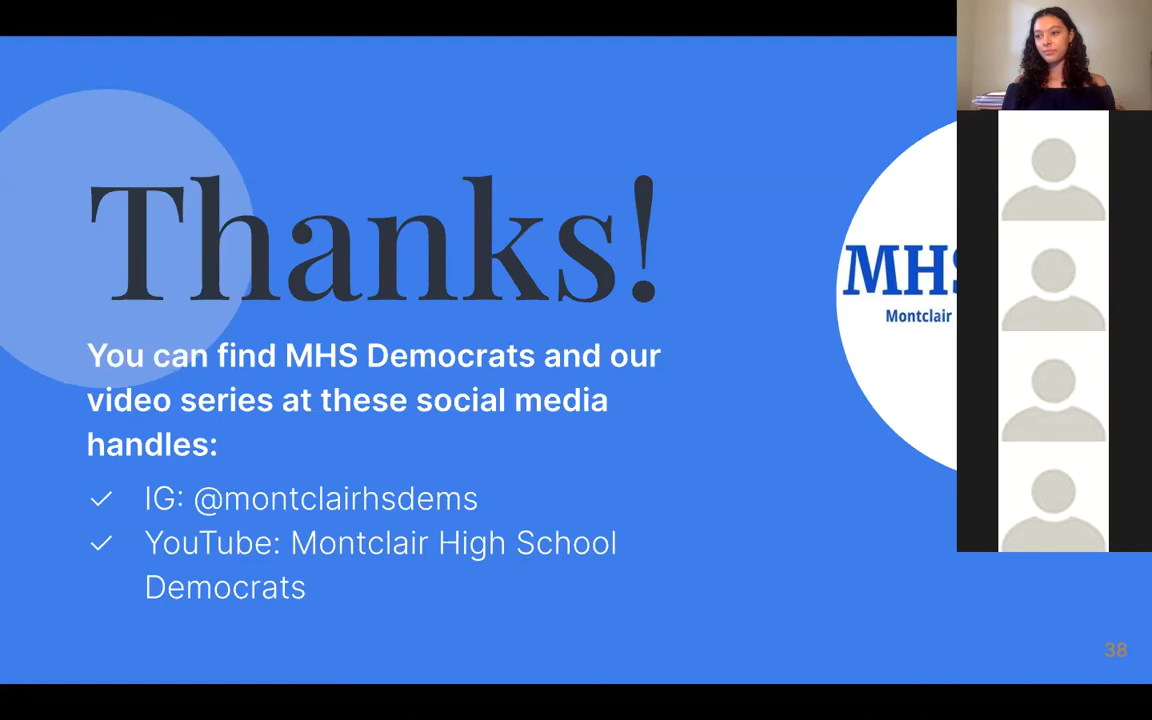 Thanks!
You can find MHS Democrats and our
video series at these social media
handles:
IG: @montclairhsdems
YouTube: Montclair High School
Democrats
MHS
Montclair
38